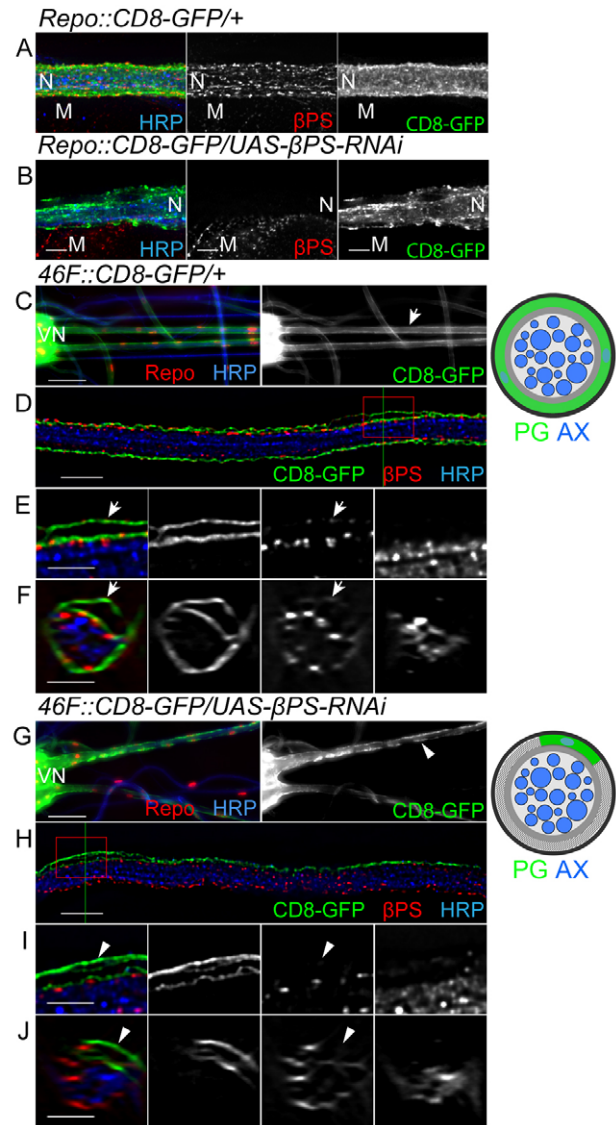 Repo::CD8-GFP/+
A
N
M
HRP
N
M
βPS
N
M
CD8-GFP
Repo::CD8-GFP/UAS-βPS-RNAi
B
N
M
HRP
N
M
βPS
N
M
CD8-GFP
46F::CD8-GFP/+
C
VN
Repo HRP
CD8-GFP
PG AX
D
CD8-GFP βPS HRP
E
F
46F::CD8-GFP/UAS-βPS-RNAi
G
VN
Repo HRP
CD8-GFP
PG AX
H
CD8-GFP βPS HRP
I
J